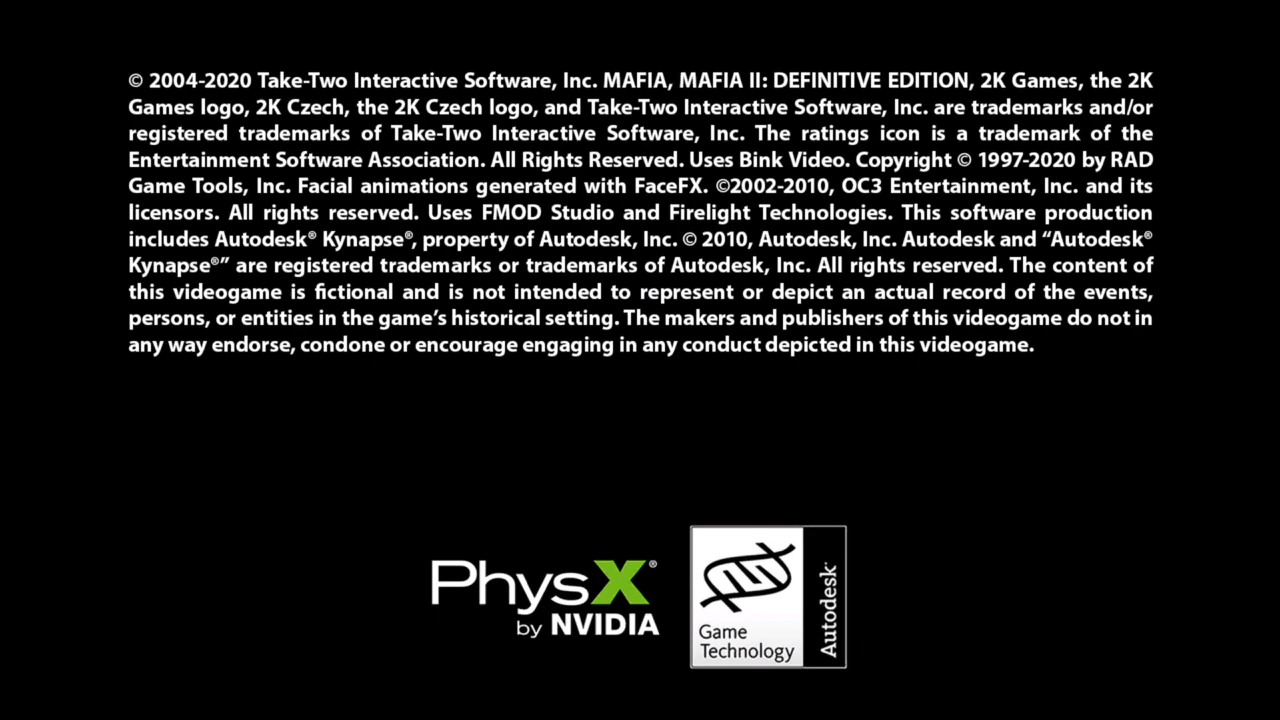 © 2004-2020 Take-Two Interactive Software, Inc. MAFIA, MAFIA II: DEFINITIVE EDITION, 2K Games, the 2K
Games logo, 2K Czech, the 2K Czech logo, and Take-Two Interactive Software, Inc. are trademarks and/or
registered trademarks of Take-Two Interactive Software, Inc. The ratings icon is a trademark of the
Entertainment Software Association. All Rights Reserved. Uses Bink Video. Copyright © 1997-2020 by RAD
Game Tools, Inc. Facial animations generated with FaceFX. ©2002-2010, OC3 Entertainment, Inc. and its
licensors. All rights reserved. Uses FMOD Studio and Firelight Technologies. This software production
includes Autodesk® Kynapse®, property of Autodesk, Inc. © 2010, Autodesk, Inc. Autodesk and “Autodesk®
Kynapse®” are registered trademarks or trademarks of Autodesk, Inc. All rights reserved. The content of
this videogame is fictional and is not intended to represent or depict an actual record of the events,
persons, or entities in the game’s historical setting. The makers and publishers of this videogame do not in
any way endorse, condone or encourage engaging in any conduct depicted in this videogame.
PhysX®
by NVIDIA
Game
Technology
Autodesk